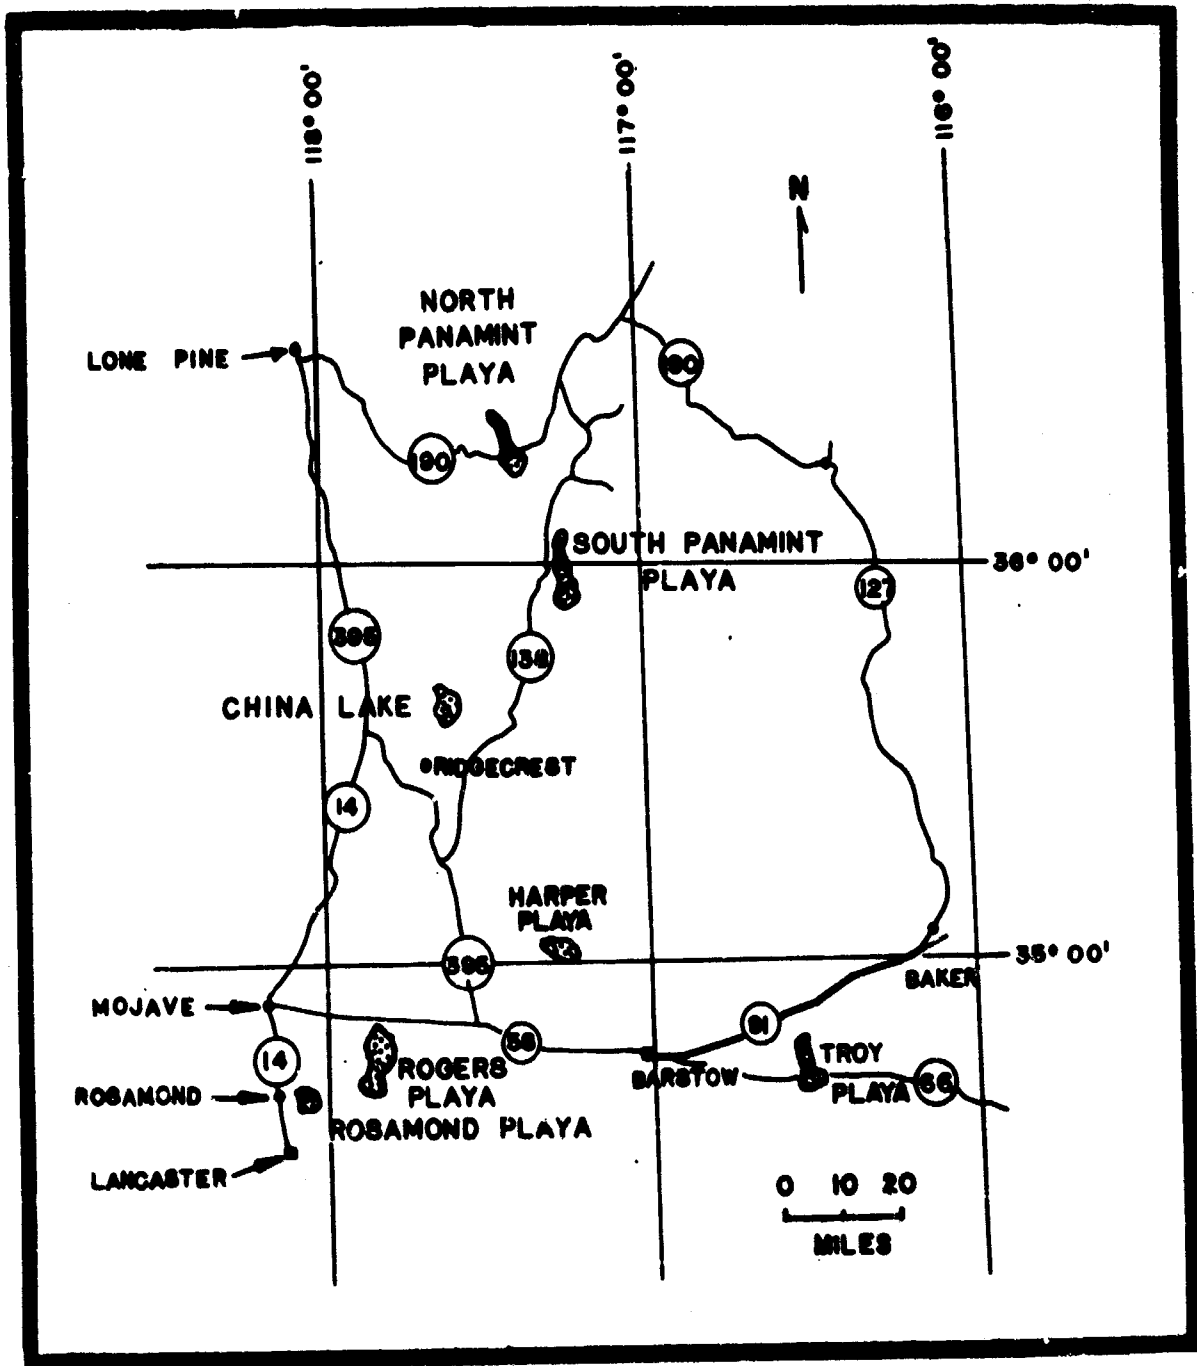 118° 00'
117° 00'
116° 00'
N
NORTH
PANAMINT
PLAYA
LONE PINE
190
190
SOUTH PANAMINT
PLAYA
36° 00'
127
395
CHINA LAKE
RIDGECREST
14
HARPER
PLAYA
395
35° 00'
BAKER
MOJAVE
58
91
14
ROGERS
PLAYA
BARSTOW
TROY
PLAYA
66
ROSAMOND
ROSAMOND PLAYA
LANCASTER
0 10 20
MILES